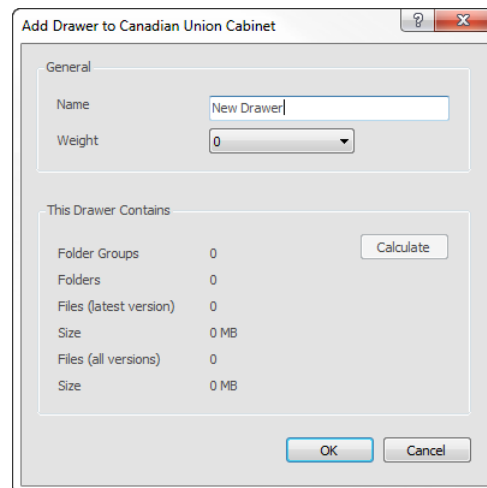 Add Drawer to Canadian Union Cabinet ?
General
Name New Drawer
Weight 0
This Drawer Contains
Folder Groups 0 Calculate
Folders 0
Files (latest version) 0
Size 0 MB
Files (all versions) 0
Size 0 MB
OK Cancel